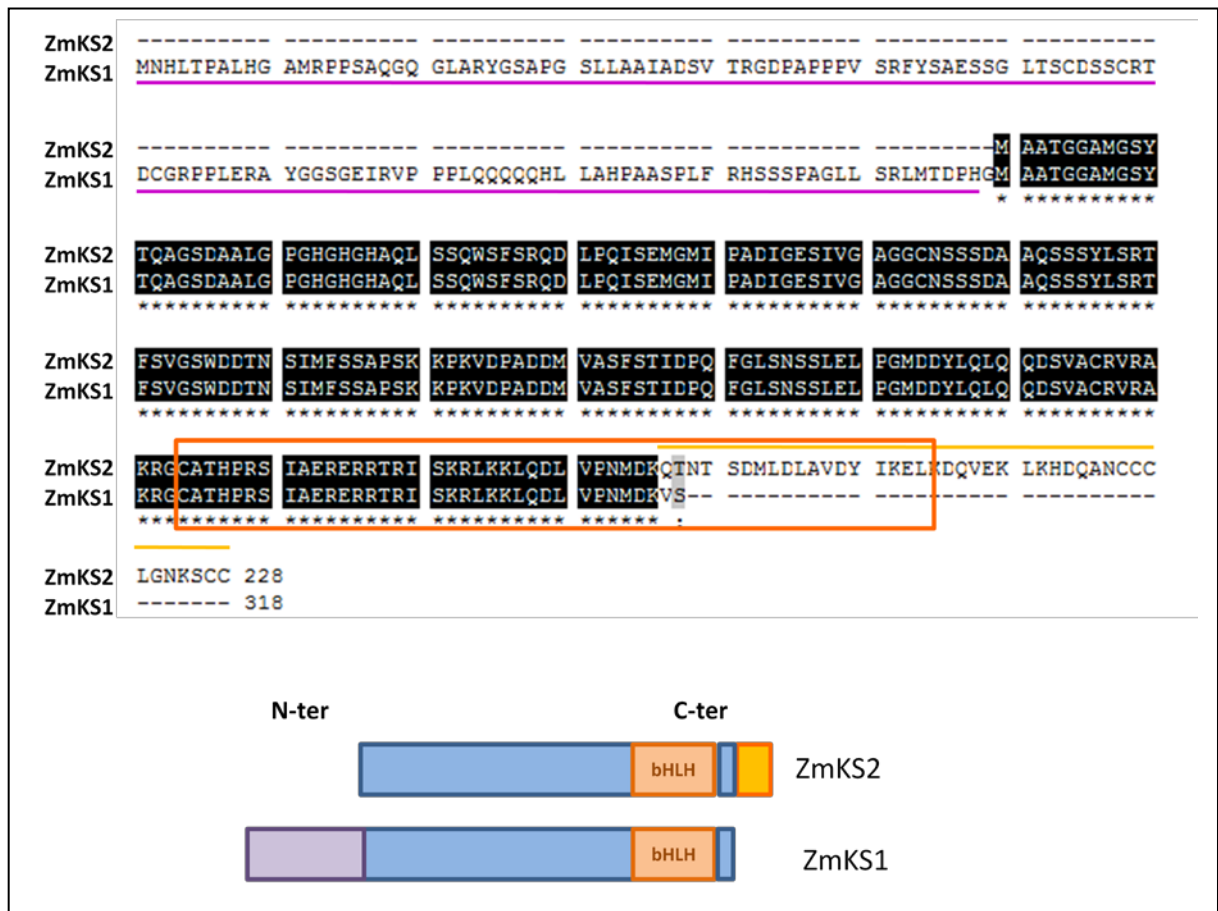 ZmKS2 ---------- ---------- ---------- ---------- ---------- ---------- ----------
ZmKS1 MNHLTPALHG AMRPPSAQGQ GLARYGSAPG SLLAAIADSV TRGDPAPPPV SRFYSAESSG LTSCDSSCRT
ZmKS2 ---------- ---------- ---------- ---------- ---------- ---------M AATGGAMGSY
ZmKS1 DCGRPPLERA YGGSGEIRVP PPLQQQQQHL LAHPAASPLF RHSSSPAGLL SRLMTDPHGM AATGGAMGSY
* **********
ZmKS2 TQAGSDAALG PGHGHGHAQL SSQWSFSRQD LPQISEMGMI PADIGESIVG AGGCNSSSDA AQSSSYLSRT
ZmKS1 TQAGSDAALG PGHGHGHAQL SSQWSFSRQD LPQISEMGMI PADIGESIVG AGGCNSSSDA AQSSSYLSRT
********** ********** ********** ********** ********** ********** **********
ZmKS2 FSVGSWDDTN SIMFSSAPSK KPKVDPADDM VASFSTIDPQ FGLSNSSLEL PGMDDYLQLQ QDSVACRVRA
ZmKS1 FSVGSWDDTN SIMFSSAPSK KPKVDPADDM VASFSTIDPQ FGLSNSSLEL PGMDDYLQLQ QDSVACRVRA
********** ********** ********** ********** ********** ********** **********
ZmKS2 KRGCATHPRS IAERERRTRI SKRLKKLQDL VPNMDKQTNT SDMLDLAVDY IKELKDQVEK LKHDQANCCC
ZmKS1 KRGCATHPRS IAERERRTRI SKRLKKLQDL VPNMDKVS-- ---------- ---------- ----------
********** ********** ********** ****** :
ZmKS2 LGNKSCC 228
ZmKS1 ------- 318
N-ter C-ter
bHLH ZmKS2
bHLH ZmKS1